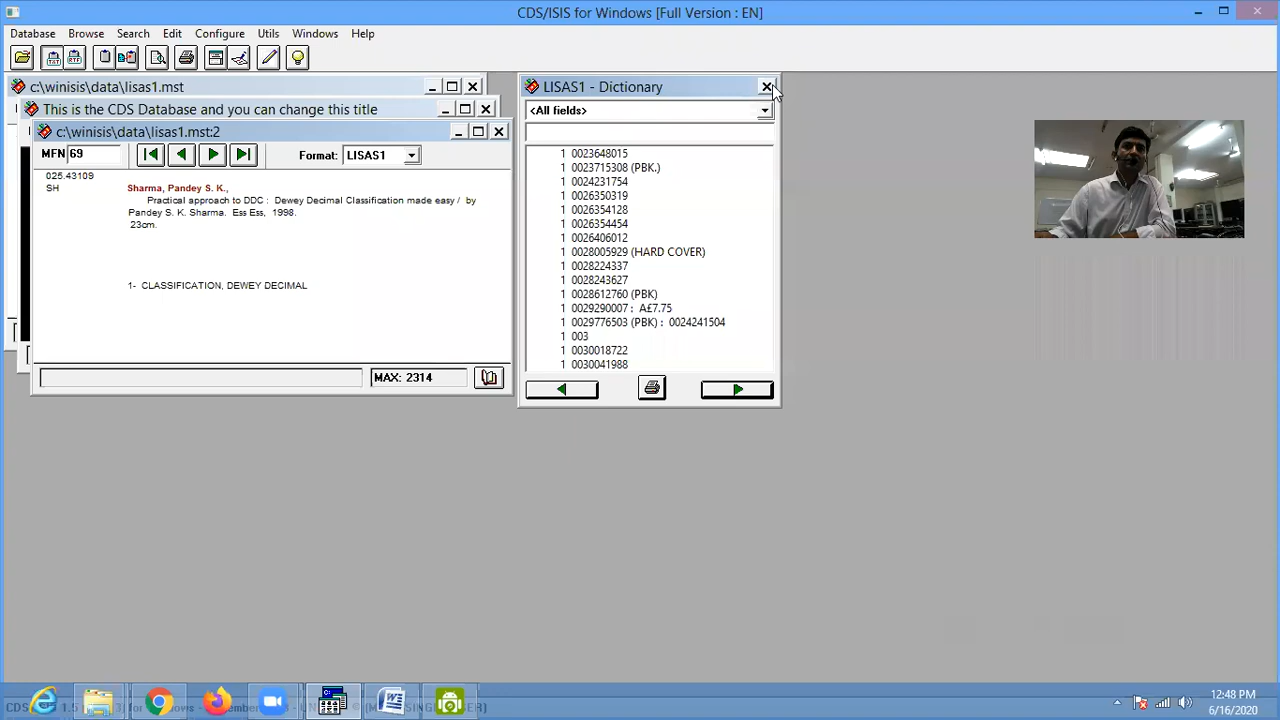 CDS/ISIS for Windows [Full Version : EN]
Database Browse Search Edit Configure Utils Windows Help
c:\winisis\data\lisas1.mst
This is the CDS Database and you can change this title
c:\winisis\data\lisas1.mst:2
MFN 69 Format: LISAS1
025.43109
SH Sharma, Pandey S. K.,
Practical approach to DDC : Dewey Decimal Classification made easy / by
Pandey S. K. Sharma. Ess Ess, 1998.
23cm.
1- CLASSIFICATION, DEWEY DECIMAL
MAX: 2314
LISAS1 - Dictionary
<All fields>
1 0023648015
1 0023715308 (PBK.)
1 0024231754
1 0026350319
1 0026354128
1 0026354454
1 0026406012
1 0028005929 (HARD COVER)
1 0028224337
1 0028243627
1 0028612760 (PBK)
1 0029290007 : A£7.75
1 0029776503 (PBK) : 0024241504
1 003
1 0030018722
1 0030041988
12:48 PM
6/16/2020